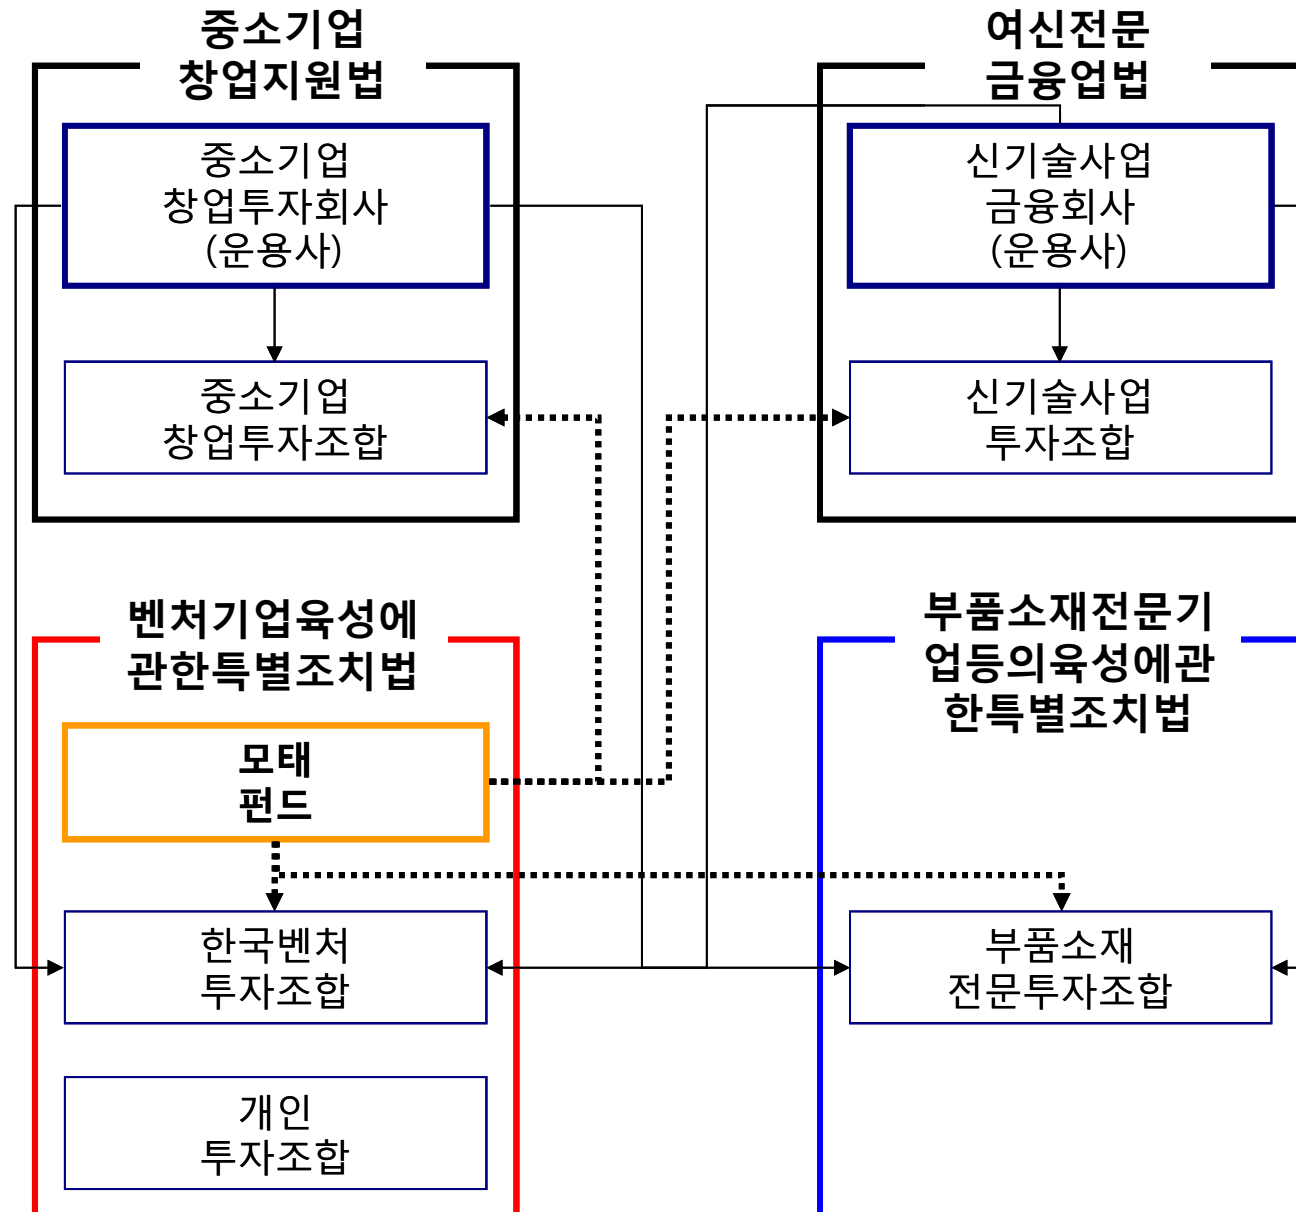 중소기업
창업지원법
중소기업
창업투자회사
(운용사)
중소기업
창업투자조합
여신전문
금융업법
신기술사업
금융회사
(운용사)
신기술사업
투자조합
벤처기업육성에
관한특별조치법
모태
펀드
한국벤처
투자조합
개인
투자조합
부품소재전문기
업등의육성에관
한특별조치법
부품소재
전문투자조합